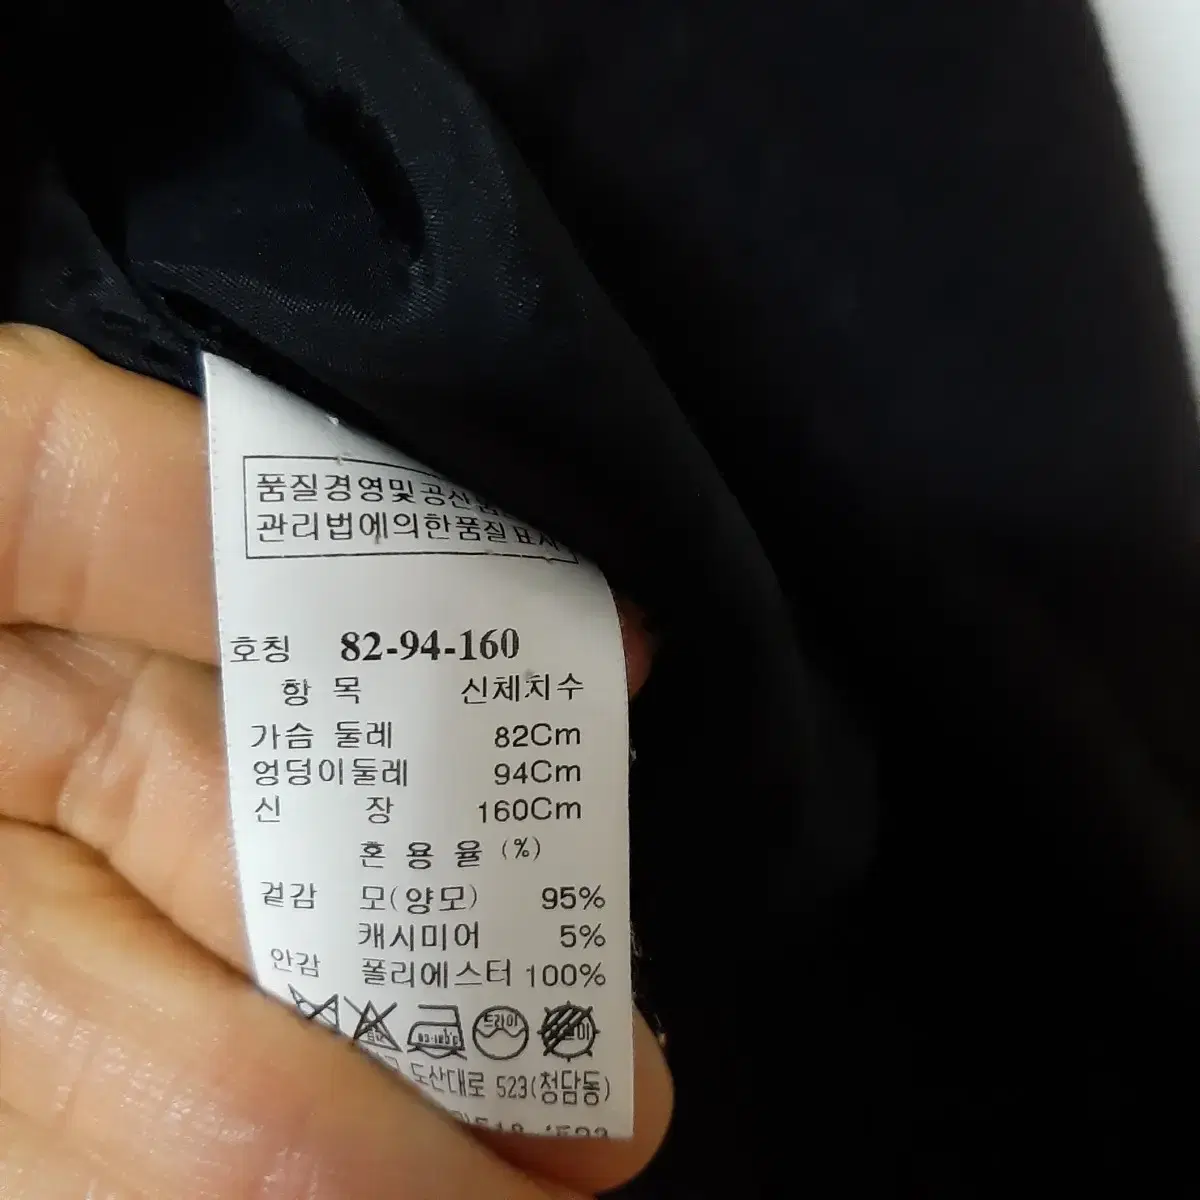 품질경영및공산품
관리법에의한품질표시
호칭 82-94-160
항 목 신체치수
가슴 둘레 82Cm
엉덩이둘레 94Cm
신 장 160Cm
혼 용 율 (%)
겉감 모(양모) 95%
캐시미어 5%
안감 폴리에스터 100%
드라이
도산대로 523(청담동)